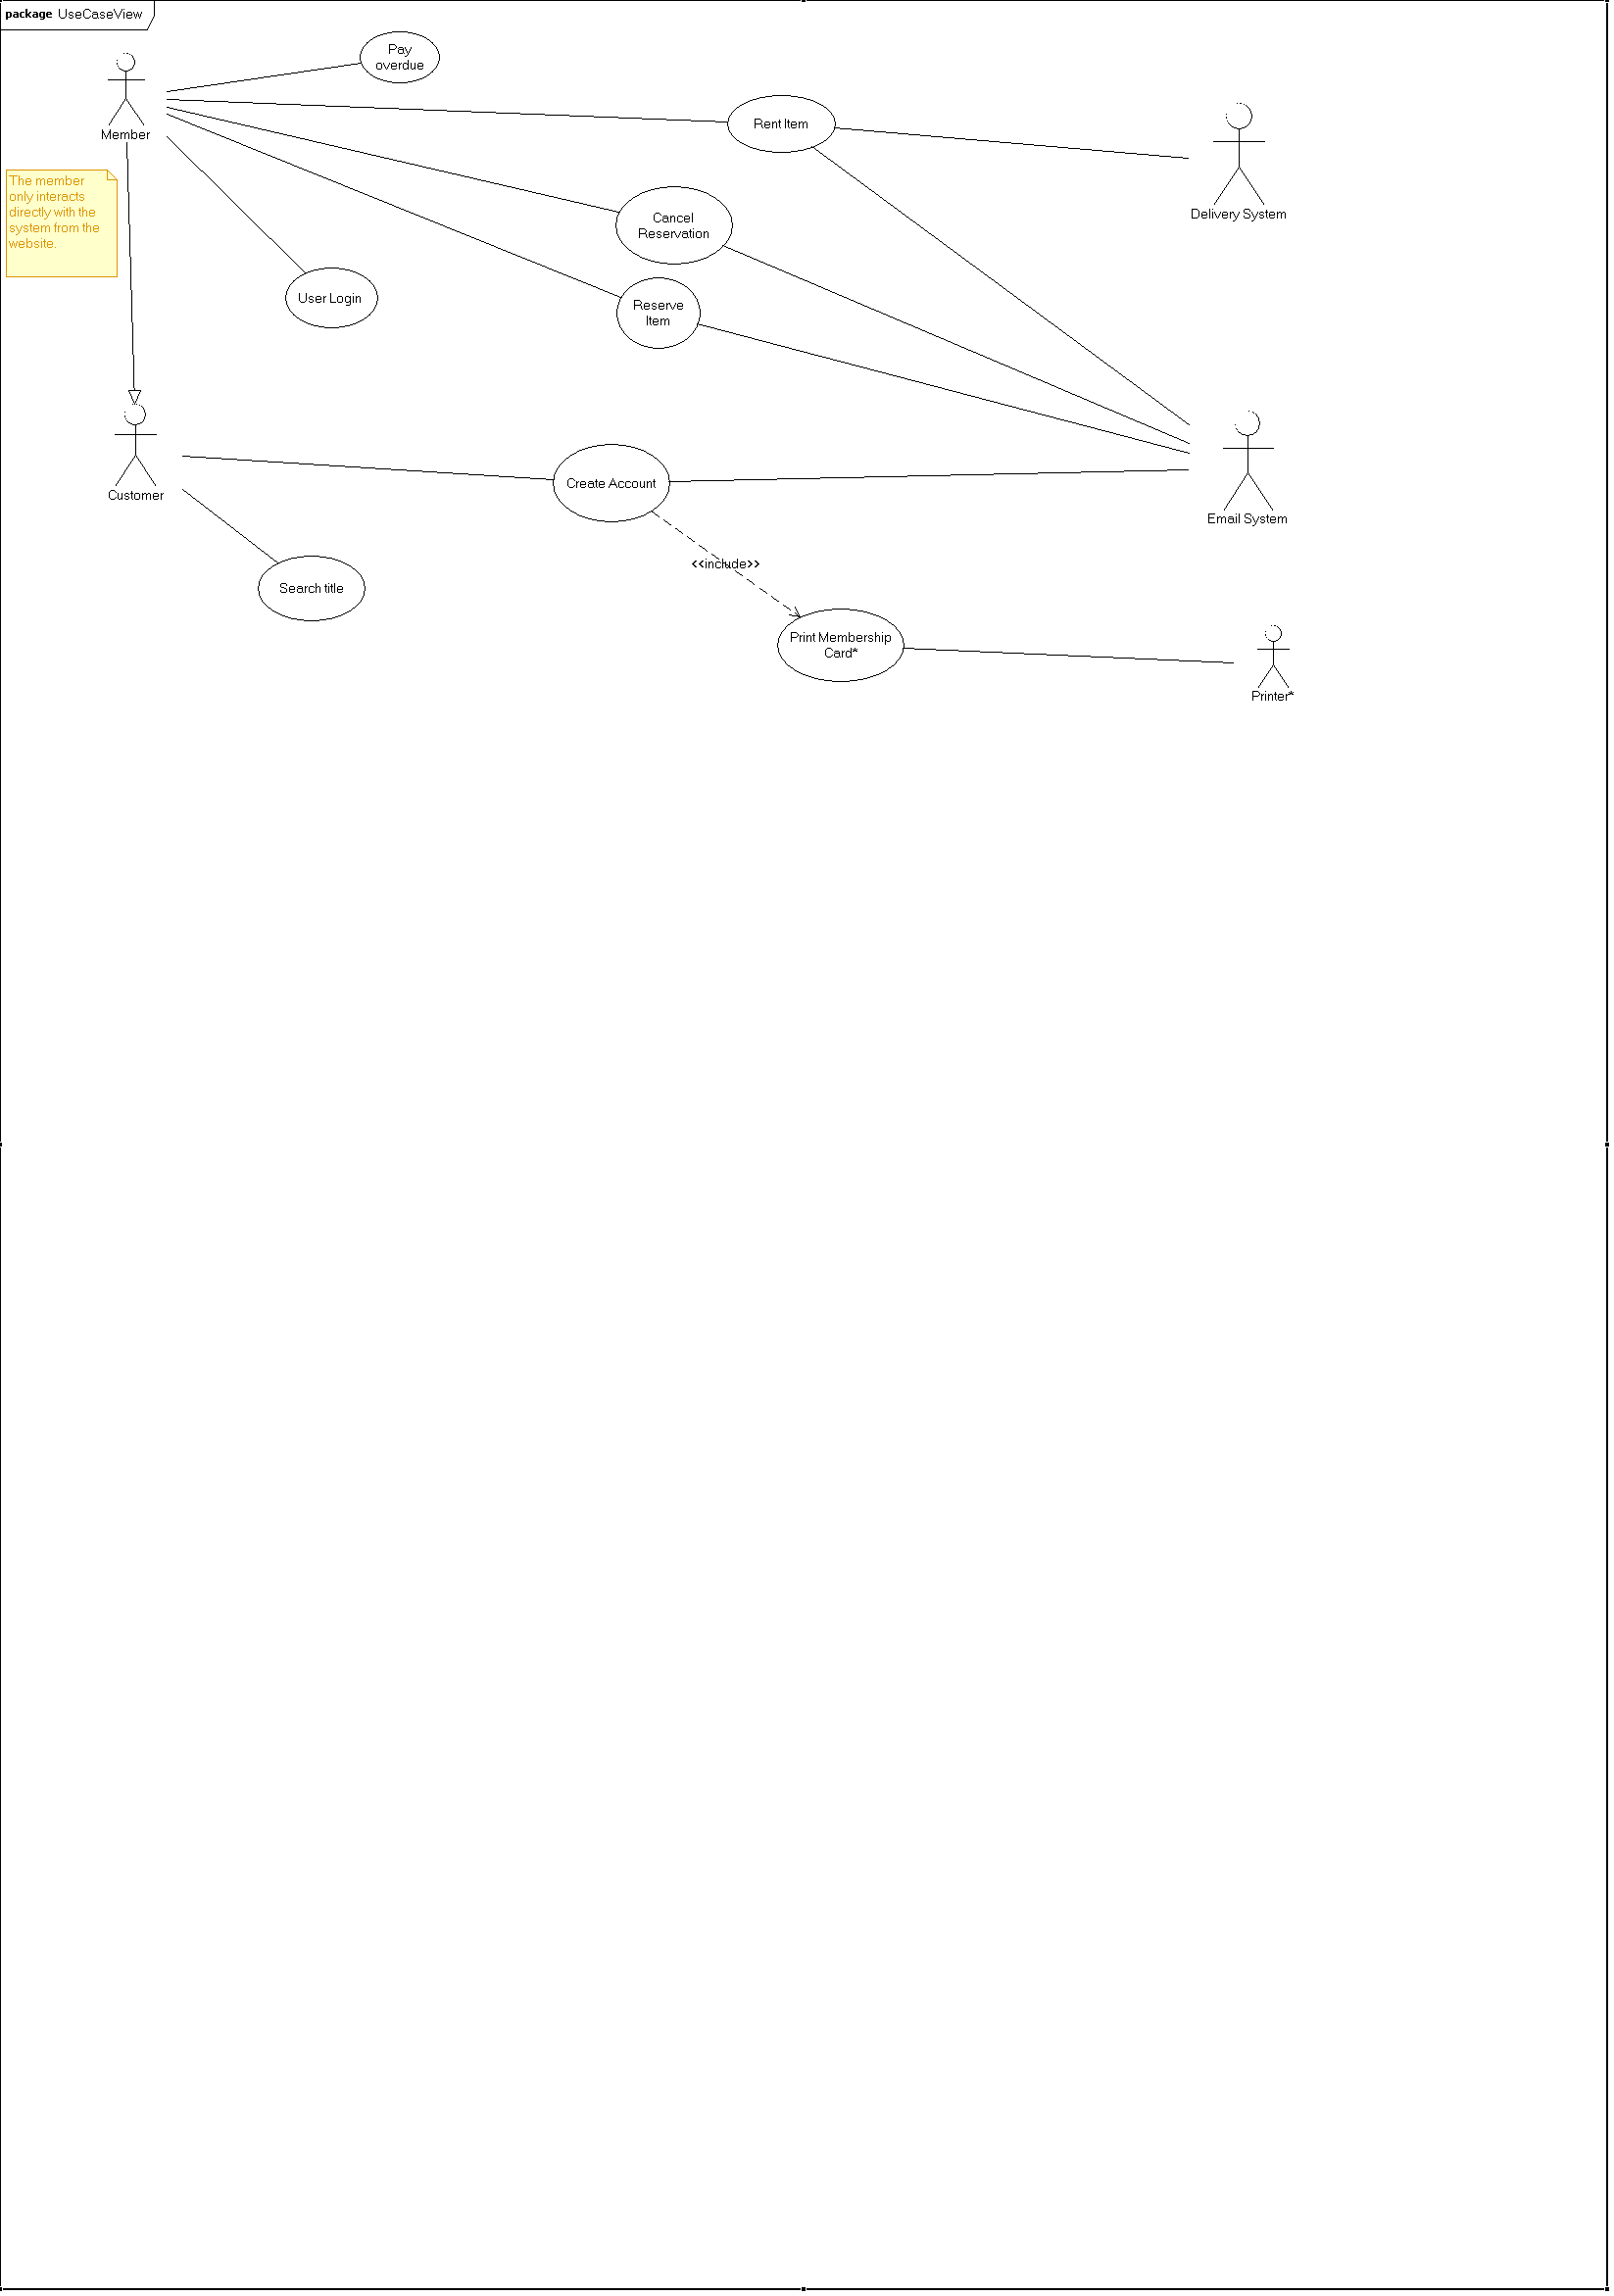 package UseCaseView
Pay
overdue
Member
Rent Item
Delivery System
The member
only interacts
directly with the
system from the
website.
Cancel
Reservation
User Login
Reserve
Item
Customer
Create Account
Email System
<<include>>
Search title
Print Membership
Card*
Printer*